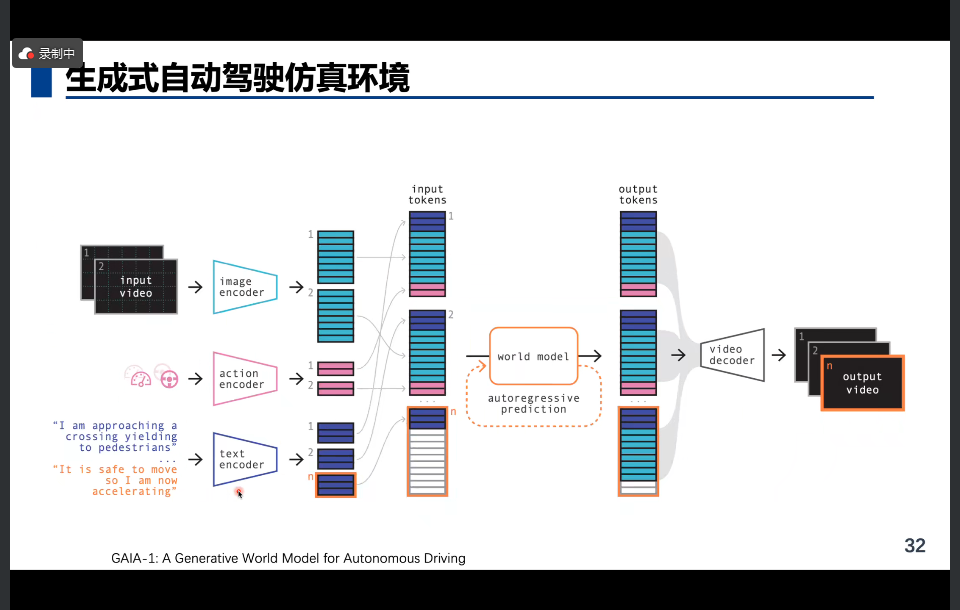 录制中
生成式自动驾驶仿真环境
input
tokens
output
tokens
1
2
input
video
image
encoder
1
2
action
encoder
1
2
"I am approaching a
crossing yielding
to pedestrians"
...
"It is safe to move
so I am now
accelerating"
text
encoder
1
2
n
1
2
...
n
world model
autoregressive
prediction
...
video
decoder
1
2
n
output
video
GAIA-1: A Generative World Model for Autonomous Driving
32